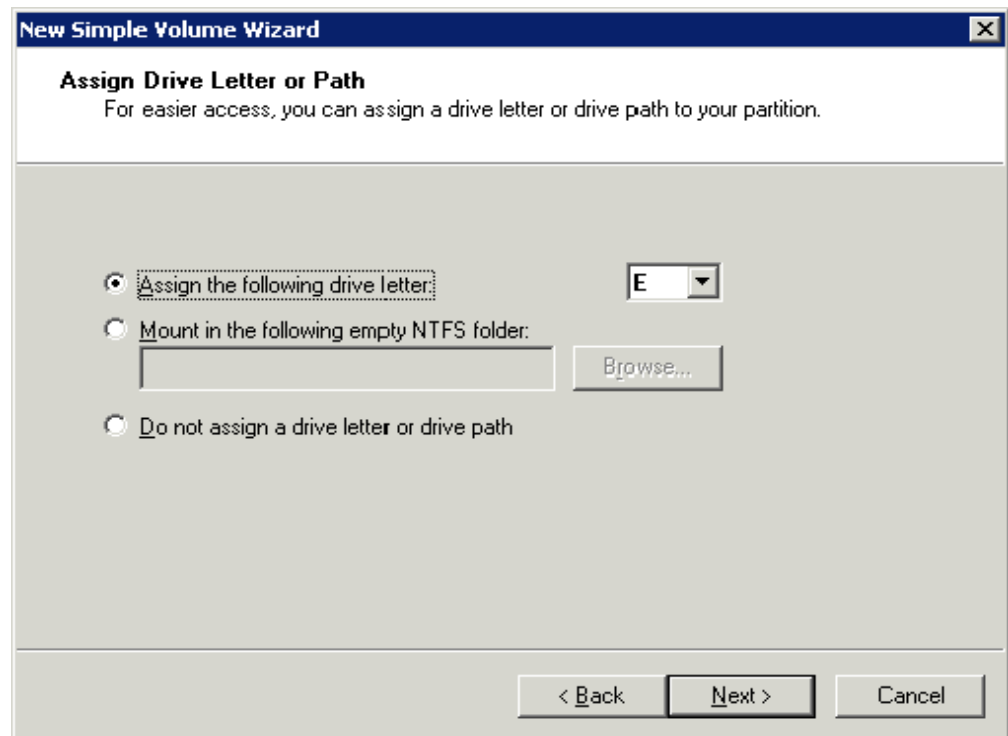 New Simple Volume Wizard
Assign Drive Letter or Path
For easier access, you can assign a drive letter or drive path to your partition.
Assign the following drive letter: E
Mount in the following empty NTFS folder:
Browse...
Do not assign a drive letter or drive path
< Back Next > Cancel